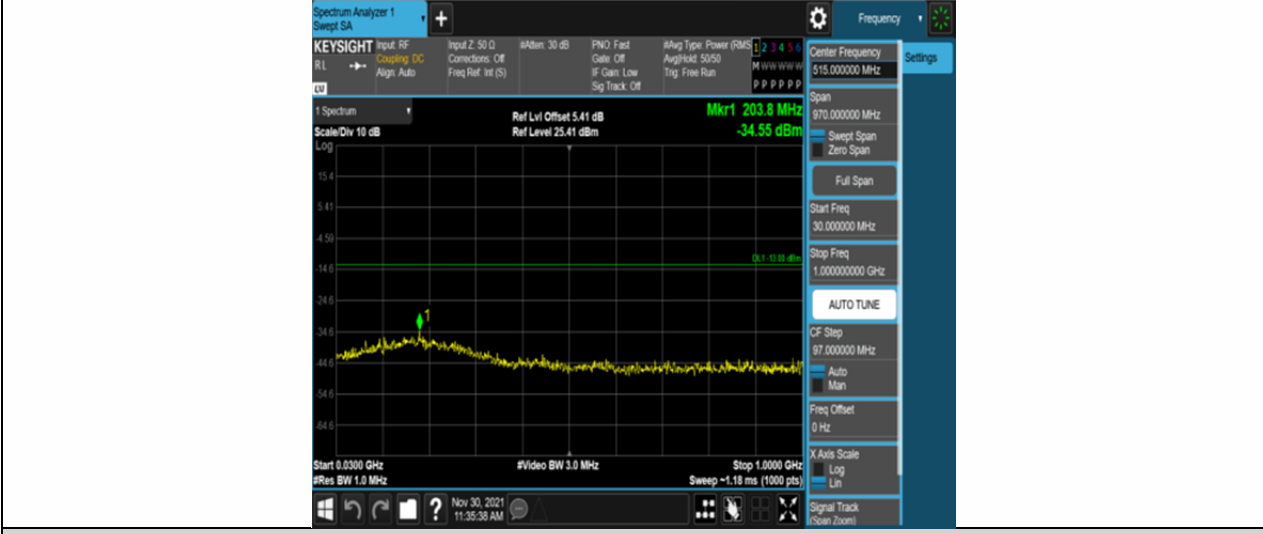 Spectrum Analyzer 1
Swept SA
+
Frequency
KEYSIGHT
RL
Input: RF
Coupling: DC
Align: Auto
Input Z: 50 Ω
Corrections: Off
Freq Ref: Int (S)
#Atten: 30 dB
PNO: Fast
Gate: Off
IF Gain: Low
Sig Track: Off
#Avg Type: Power (RMS
Avg|Hold: 50/50
Trig: Free Run
1 2 3 4 5 6
M W W W W W
P P P P P P
LXI
1 Spectrum
Scale/Div 10 dB
Log
Ref Lvl Offset 5.41 dB
Ref Level 25.41 dBm
Mkr1 203.8 MHz
-34.55 dBm
15.4
5.41
-4.59
-14.6
-24.6
-34.6
-44.6
-54.6
-64.6
DL1 -13.00 dBm
1
Start 0.0300 GHz
#Res BW 1.0 MHz
#Video BW 3.0 MHz
Stop 1.0000 GHz
Sweep ~1.18 ms (1000 pts)
?
Nov 30, 2021
11:35:38 AM
Center Frequency
515.000000 MHz
Settings
Span
970.000000 MHz
Swept Span
Zero Span
Full Span
Start Freq
30.000000 MHz
Stop Freq
1.000000000 GHz
AUTO TUNE
CF Step
97.000000 MHz
Auto
Man
Freq Offset
0 Hz
X Axis Scale
Log
Lin
Signal Track
(Span Zoom)